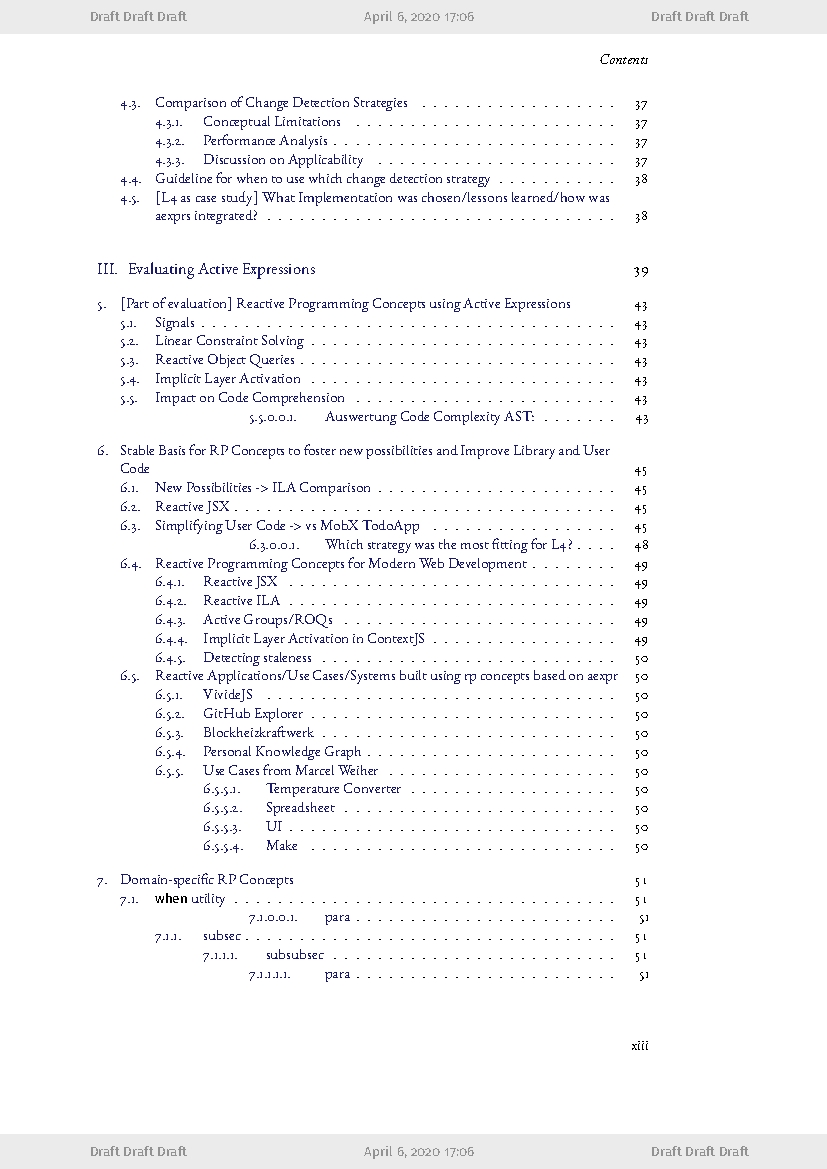 Draft Draft Draft April 6, 2020 17:06 Draft Draft Draft
Contents
4.3. Comparison of Change Detection Strategies . . . . . . . . . . . . . . . . . . 37
4.3.1. Conceptual Limitations . . . . . . . . . . . . . . . . . . . . . . . . 37
4.3.2. Performance Analysis . . . . . . . . . . . . . . . . . . . . . . . . . . 37
4.3.3. Discussion on Applicability . . . . . . . . . . . . . . . . . . . . . . 37
4.4. Guideline for when to use which change detection strategy . . . . . . . . . . . 38
4.5. [L4 as case study] What Implementation was chosen/lessons learned/how was
aexprs integrated? . . . . . . . . . . . . . . . . . . . . . . . . . . . . . . . . 38
III. Evaluating Active Expressions 39
5. [Part of evaluation] Reactive Programming Concepts using Active Expressions 43
5.1. Signals . . . . . . . . . . . . . . . . . . . . . . . . . . . . . . . . . . . . . . 43
5.2. Linear Constraint Solving . . . . . . . . . . . . . . . . . . . . . . . . . . . . 43
5.3. Reactive Object Queries . . . . . . . . . . . . . . . . . . . . . . . . . . . . . 43
5.4. Implicit Layer Activation . . . . . . . . . . . . . . . . . . . . . . . . . . . . 43
5.5. Impact on Code Comprehension . . . . . . . . . . . . . . . . . . . . . . . . 43
5.5.0.0.1. Auswertung Code Complexity AST: . . . . . . . 43
6. Stable Basis for RP Concepts to foster new possibilities and Improve Library and User
Code 45
6.1. New Possibilities -> ILA Comparison . . . . . . . . . . . . . . . . . . . . . . 45
6.2. Reactive JSX . . . . . . . . . . . . . . . . . . . . . . . . . . . . . . . . . . . 45
6.3. Simplifying User Code -> vs MobX TodoApp . . . . . . . . . . . . . . . . . 45
6.3.0.0.1. Which strategy was the most fitting for L4? . . . . 48
6.4. Reactive Programming Concepts for Modern Web Development . . . . . . . . 49
6.4.1. Reactive JSX . . . . . . . . . . . . . . . . . . . . . . . . . . . . . . 49
6.4.2. Reactive ILA . . . . . . . . . . . . . . . . . . . . . . . . . . . . . . 49
6.4.3. Active Groups/ROQs . . . . . . . . . . . . . . . . . . . . . . . . . 49
6.4.4. Implicit Layer Activation in ContextJS . . . . . . . . . . . . . . . . . 49
6.4.5. Detecting staleness . . . . . . . . . . . . . . . . . . . . . . . . . . . 50
6.5. Reactive Applications/Use Cases/Systems built using rp concepts based on aexpr 50
6.5.1. VivideJS . . . . . . . . . . . . . . . . . . . . . . . . . . . . . . . . 50
6.5.2. GitHub Explorer . . . . . . . . . . . . . . . . . . . . . . . . . . . . 50
6.5.3. Blockheizkraftwerk . . . . . . . . . . . . . . . . . . . . . . . . . . . 50
6.5.4. Personal Knowledge Graph . . . . . . . . . . . . . . . . . . . . . . . 50
6.5.5. Use Cases from Marcel Weiher . . . . . . . . . . . . . . . . . . . . . 50
6.5.5.1. Temperature Converter . . . . . . . . . . . . . . . . . . . 50
6.5.5.2. Spreadsheet . . . . . . . . . . . . . . . . . . . . . . . . . 50
6.5.5.3. UI . . . . . . . . . . . . . . . . . . . . . . . . . . . . . . 50
6.5.5.4. Make . . . . . . . . . . . . . . . . . . . . . . . . . . . . 50
7. Domain-specific RP Concepts 51
7.1. when utility . . . . . . . . . . . . . . . . . . . . . . . . . . . . . . . . . . . 51
7.1.0.0.1. para . . . . . . . . . . . . . . . . . . . . . . . . 51
7.1.1. subsec . . . . . . . . . . . . . . . . . . . . . . . . . . . . . . . . . . 51
7.1.1.1. subsubsec . . . . . . . . . . . . . . . . . . . . . . . . . . 51
7.1.1.1.1. para . . . . . . . . . . . . . . . . . . . . . . . . 51
xiii
Draft Draft Draft April 6, 2020 17:06 Draft Draft Draft